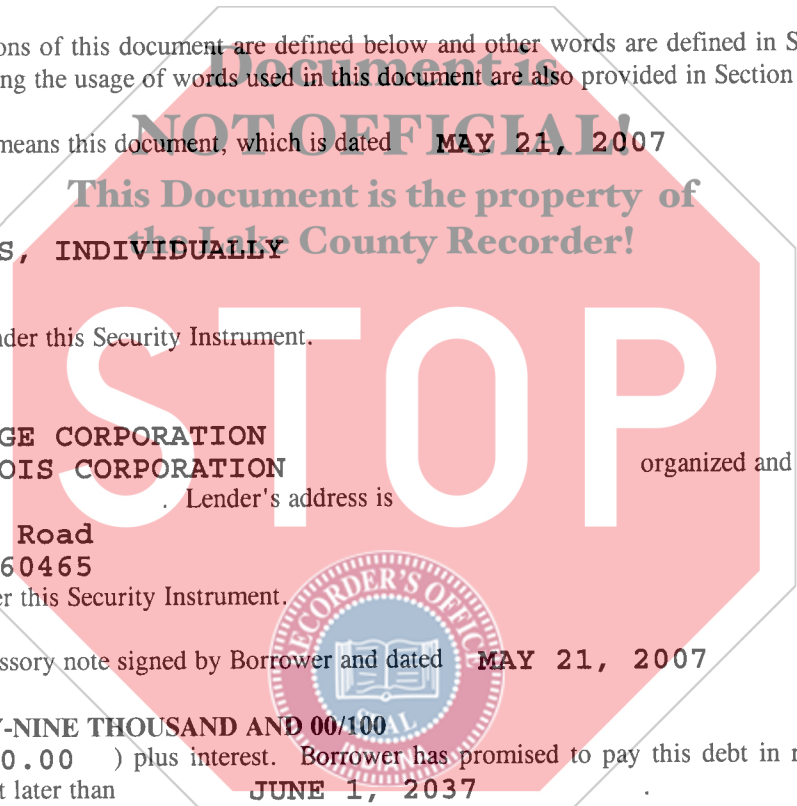 ons of this document are defined below and other words are defined in S
ng the usage of words used in this document are also provided in Section
Document is
means this document, which is dated MAY 21, 2007
NOT OFFICIAL!
This Document is the property of
the Lake County Recorder!
S, INDIVIDUALLY
nder this Security Instrument.
STOP
GE CORPORATION
OIS CORPORATION organized and
. Lender's address is
Road
60465
er this Security Instrument.
RECORDER'S OFFICE
ssory note signed by Borrower and dated MAY 21, 2007
SEAL
Y-NINE THOUSAND AND 00/100
0.00 ) plus interest. Borrower has promised to pay this debt in r
t later than JUNE 1, 2037 .